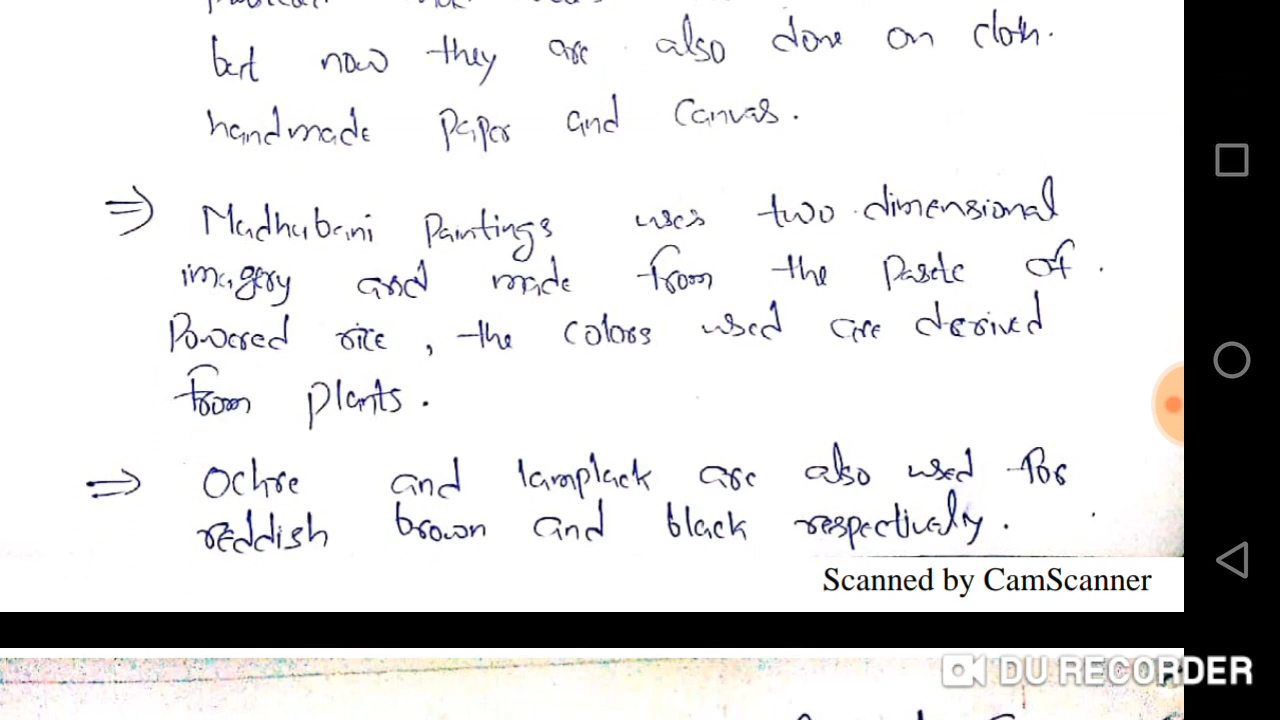 but now they are also done on cloth.
handmade paper and Canvas.
⇒ Madhubani Paintings uses two dimensional
imagery and made from the Paste of
Powered rice, the colors used are derived
from plants.
⇒ Ochre and lamplack are also used for
reddish brown and black respectively.
Scanned by CamScanner
DU RECORDER